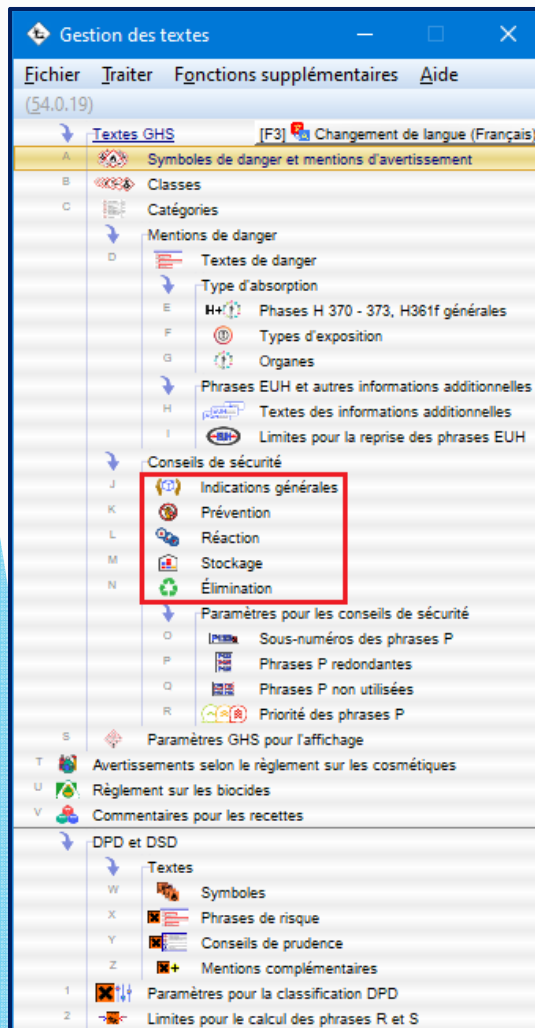 Gestion des textes
Fichier Traiter Fonctions supplémentaires Aide
(54.0.19)
Textes GHS [F3] Changement de langue (Français)
A Symboles de danger et mentions d'avertissement
B Classes
C Catégories
Mentions de danger
D Textes de danger
Type d'absorption
E H+ Phases H 370 - 373, H361f générales
F Types d'exposition
G Organes
Phrases EUH et autres informations additionnelles
H Textes des informations additionnelles
I EUH Limites pour la reprise des phrases EUH
Conseils de sécurité
J Indications générales
K Prévention
L Réaction
M Stockage
N Élimination
Paramètres pour les conseils de sécurité
O Sous-numéros des phrases P
P Phrases P redondantes
Q Phrases P non utilisées
R Priorité des phrases P
S Paramètres GHS pour l'affichage
T Avertissements selon le règlement sur les cosmétiques
U Règlement sur les biocides
V Commentaires pour les recettes
DPD et DSD
Textes
W Symboles
X Phrases de risque
Y Conseils de prudence
Z Mentions complémentaires
1 Paramètres pour la classification DPD
2 Limites pour le calcul des phrases R et S